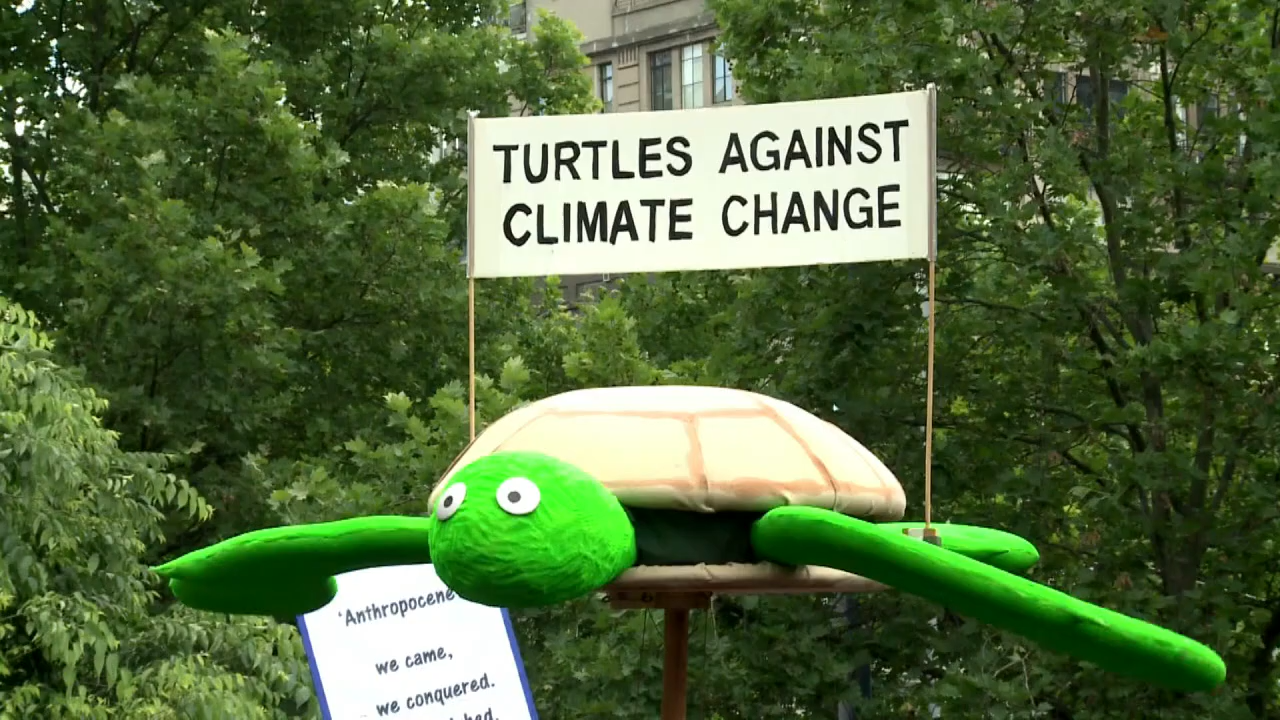 TURTLES AGAINST
CLIMATE CHANGE
'Anthropocene
we came,
we conquered.